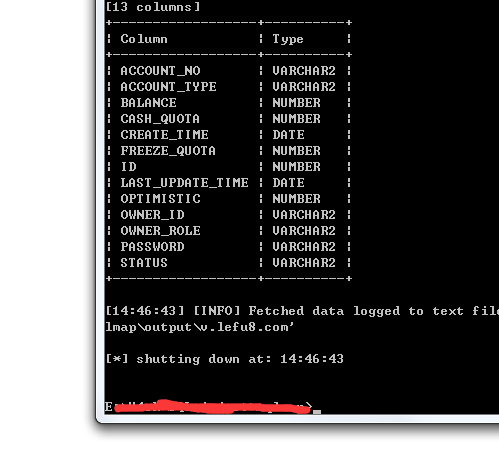 [13 columns]
+------------------+----------+
¦ Column           ¦ Type     ¦
+------------------+----------+
¦ ACCOUNT_NO       ¦ VARCHAR2 ¦
¦ ACCOUNT_TYPE     ¦ VARCHAR2 ¦
¦ BALANCE          ¦ NUMBER   ¦
¦ CASH_QUOTA       ¦ NUMBER   ¦
¦ CREATE_TIME      ¦ DATE     ¦
¦ FREEZE_QUOTA     ¦ NUMBER   ¦
¦ ID               ¦ NUMBER   ¦
¦ LAST_UPDATE_TIME ¦ DATE     ¦
¦ OPTIMISTIC       ¦ NUMBER   ¦
¦ OWNER_ID         ¦ VARCHAR2 ¦
¦ OWNER_ROLE       ¦ VARCHAR2 ¦
¦ PASSWORD         ¦ VARCHAR2 ¦
¦ STATUS           ¦ VARCHAR2 ¦
+------------------+----------+
[14:46:43] [INFO] Fetched data logged to text file
lmap\output\v.lefu8.com'
[*] shutting down at: 14:46:43